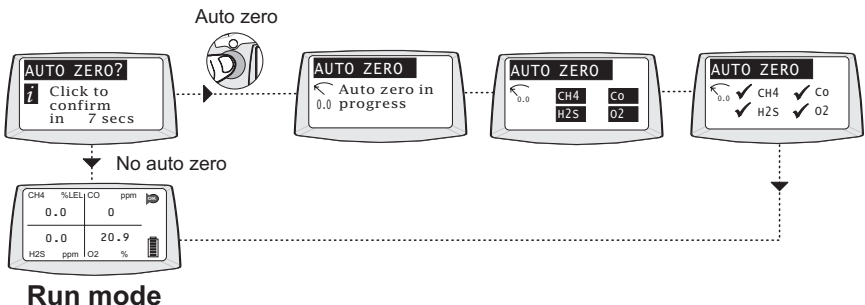 Auto zero
AUTO ZERO?
i Click to
confirm
in 7 secs
AUTO ZERO
0.0 Auto zero in
progress
AUTO ZERO
0.0 CH4 Co
H2S O2
AUTO ZERO
0.0 ✔ CH4 ✔ Co
✔ H2S ✔ O2
No auto zero
CH4 %LEL CO ppm OK
0.0 0
0.0 20.9
H2S ppm O2 %
Run mode